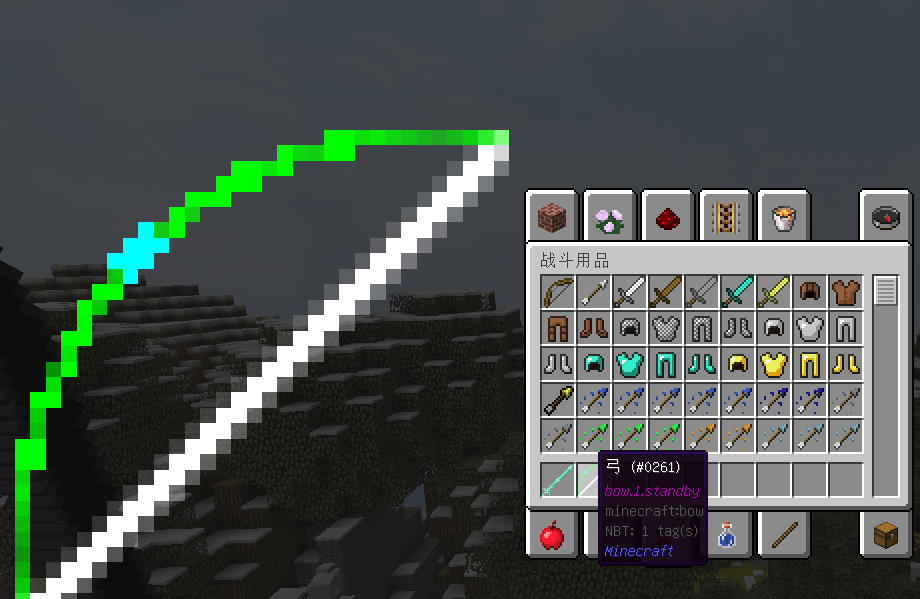 战斗用品
弓 (#0261)
bow.1.standby
minecraft:bow
NBT: 1 tag(s)
Minecraft